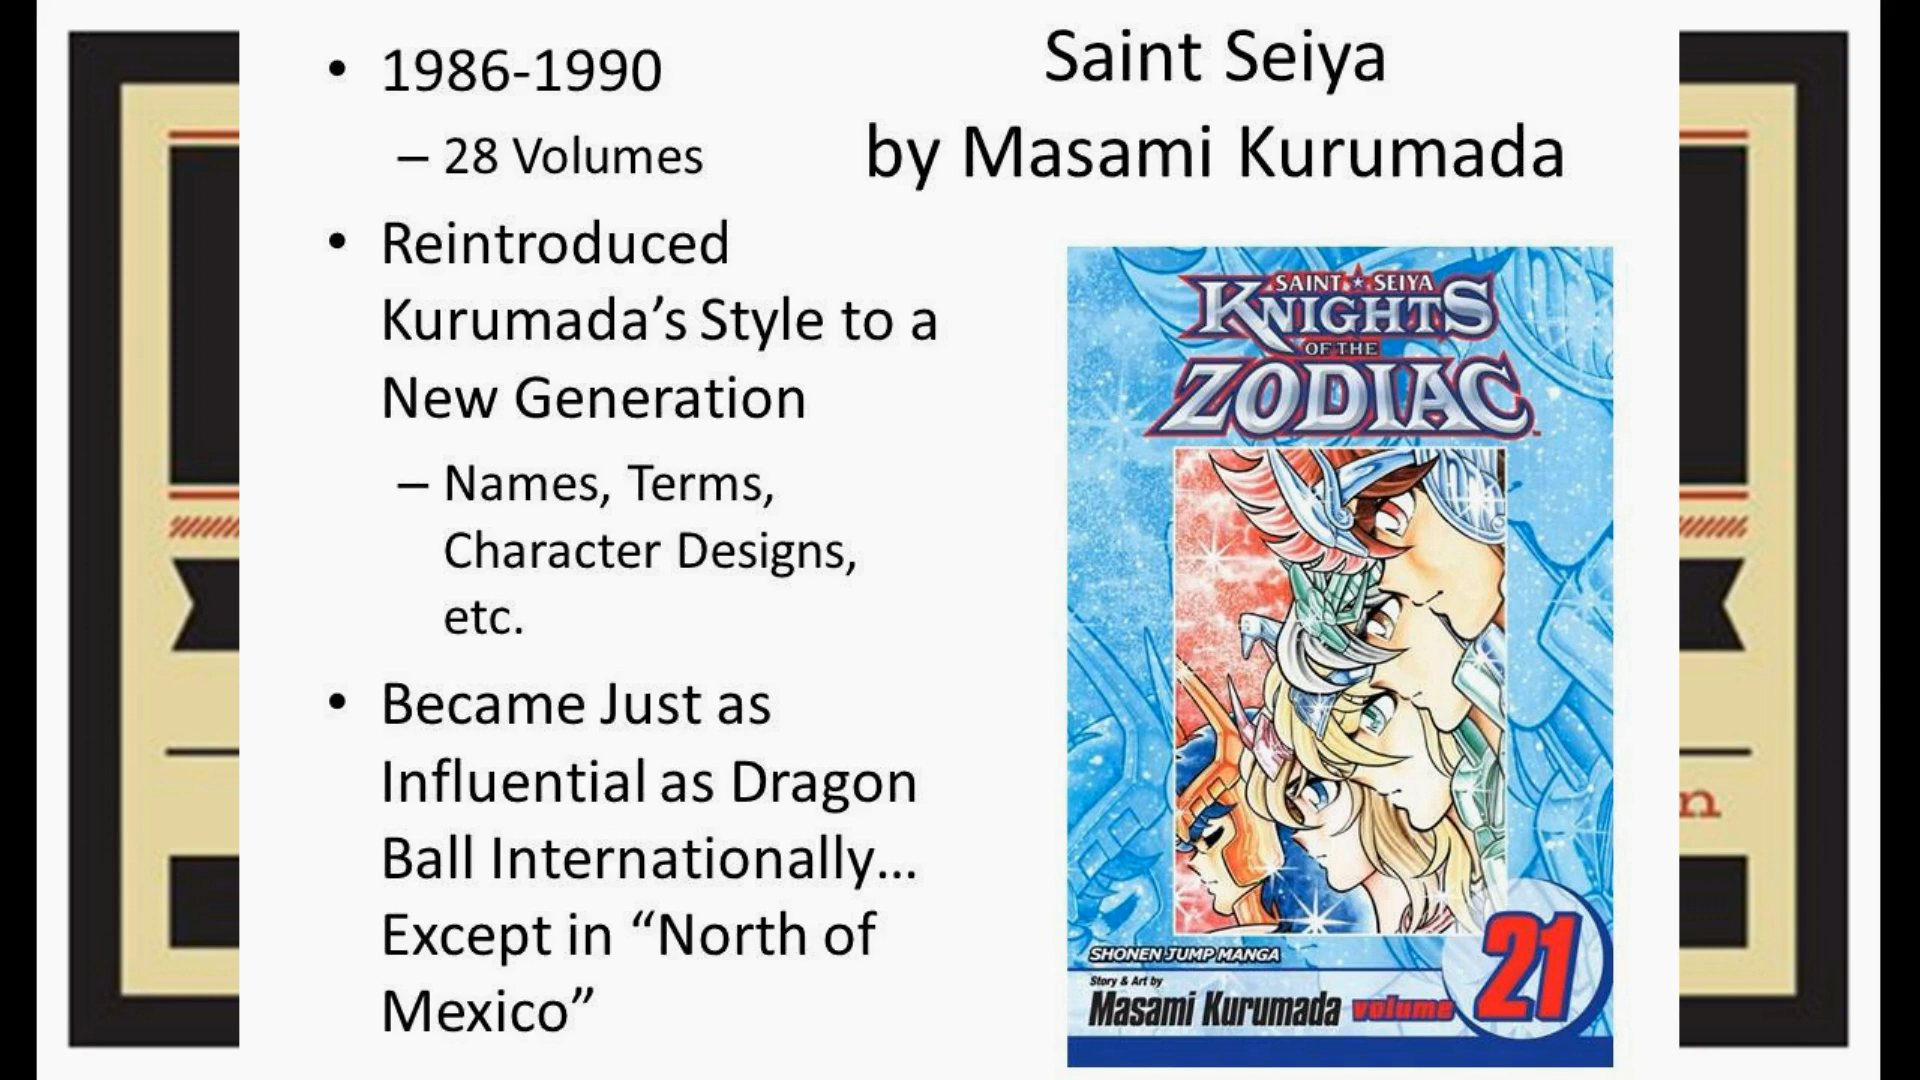 • 1986-1990
– 28 Volumes
• Reintroduced
Kurumada’s Style to a
New Generation
– Names, Terms,
Character Designs,
etc.
• Became Just as
Influential as Dragon
Ball Internationally…
Except in “North of
Mexico”
Saint Seiya
by Masami Kurumada
SAINT ★ SEIYA
KNIGHTS
OF THE
ZODIAC
SHONEN JUMP MANGA
Story & Art by
Masami Kurumada volume 21
n